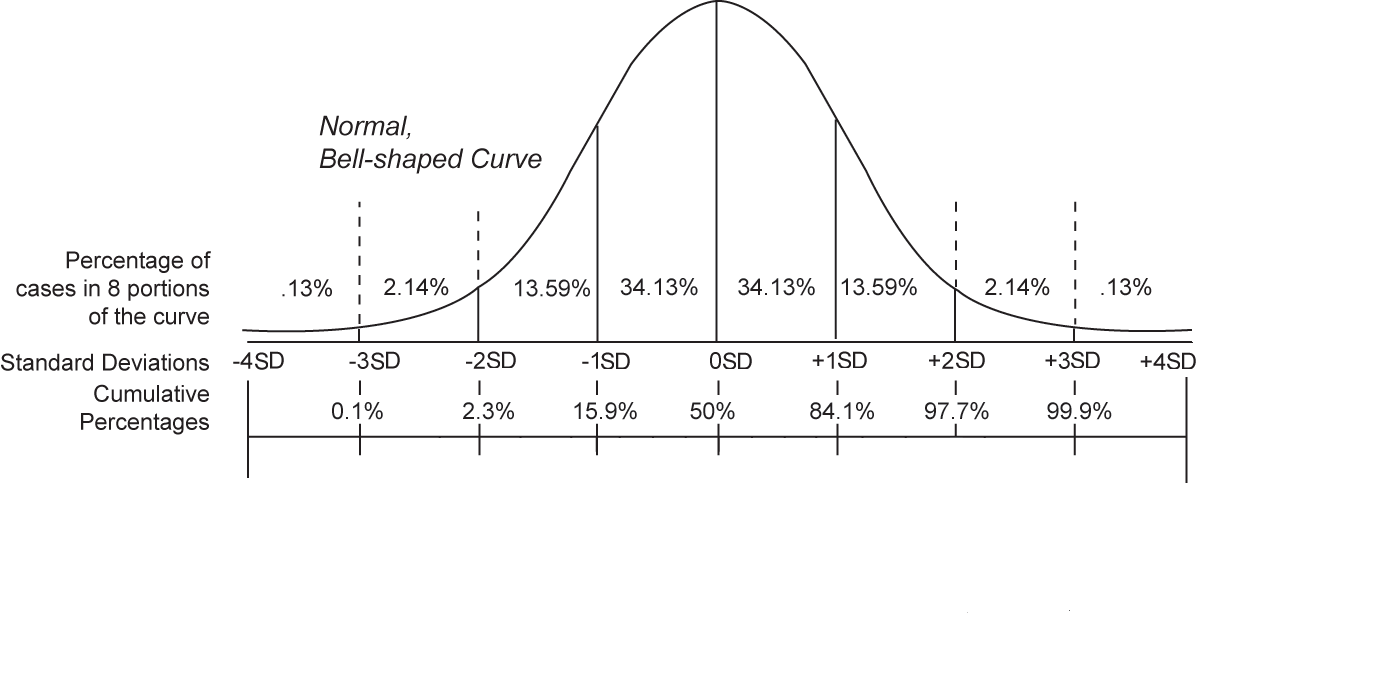 Normal,
Bell-shaped Curve
Percentage of
cases in 8 portions
of the curve
.13% 2.14% 13.59% 34.13% 34.13% 13.59% 2.14% .13%
Standard Deviations -4SD -3SD -2SD -1SD 0SD +1SD +2SD +3SD +4SD
Cumulative
Percentages
0.1% 2.3% 15.9% 50% 84.1% 97.7% 99.9%